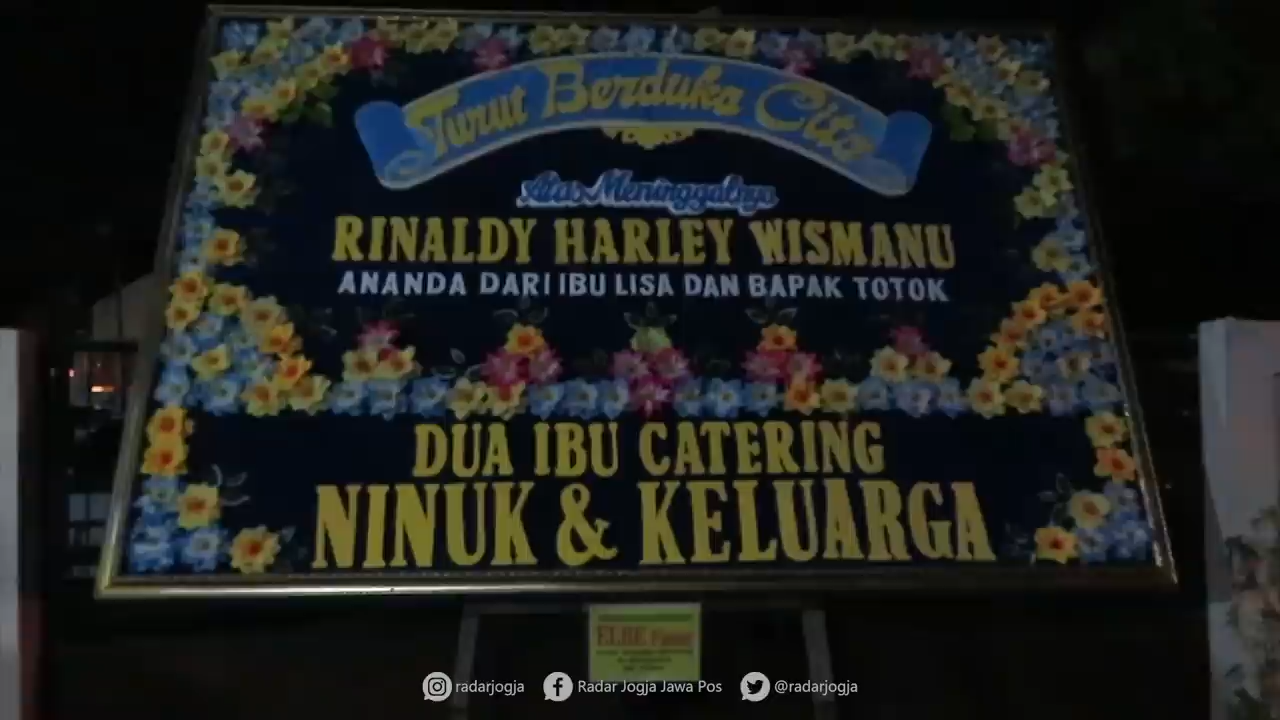 Turut Berduka Cita
Atas Meninggalnya
RINALDY HARLEY WISMANU
ANANDA DARI IBU LISA DAN BAPAK TOTOK
DUA IBU CATERING
NINUK & KELUARGA
ELBE
radarjogja Radar Jogja Jawa Pos @radarjogja